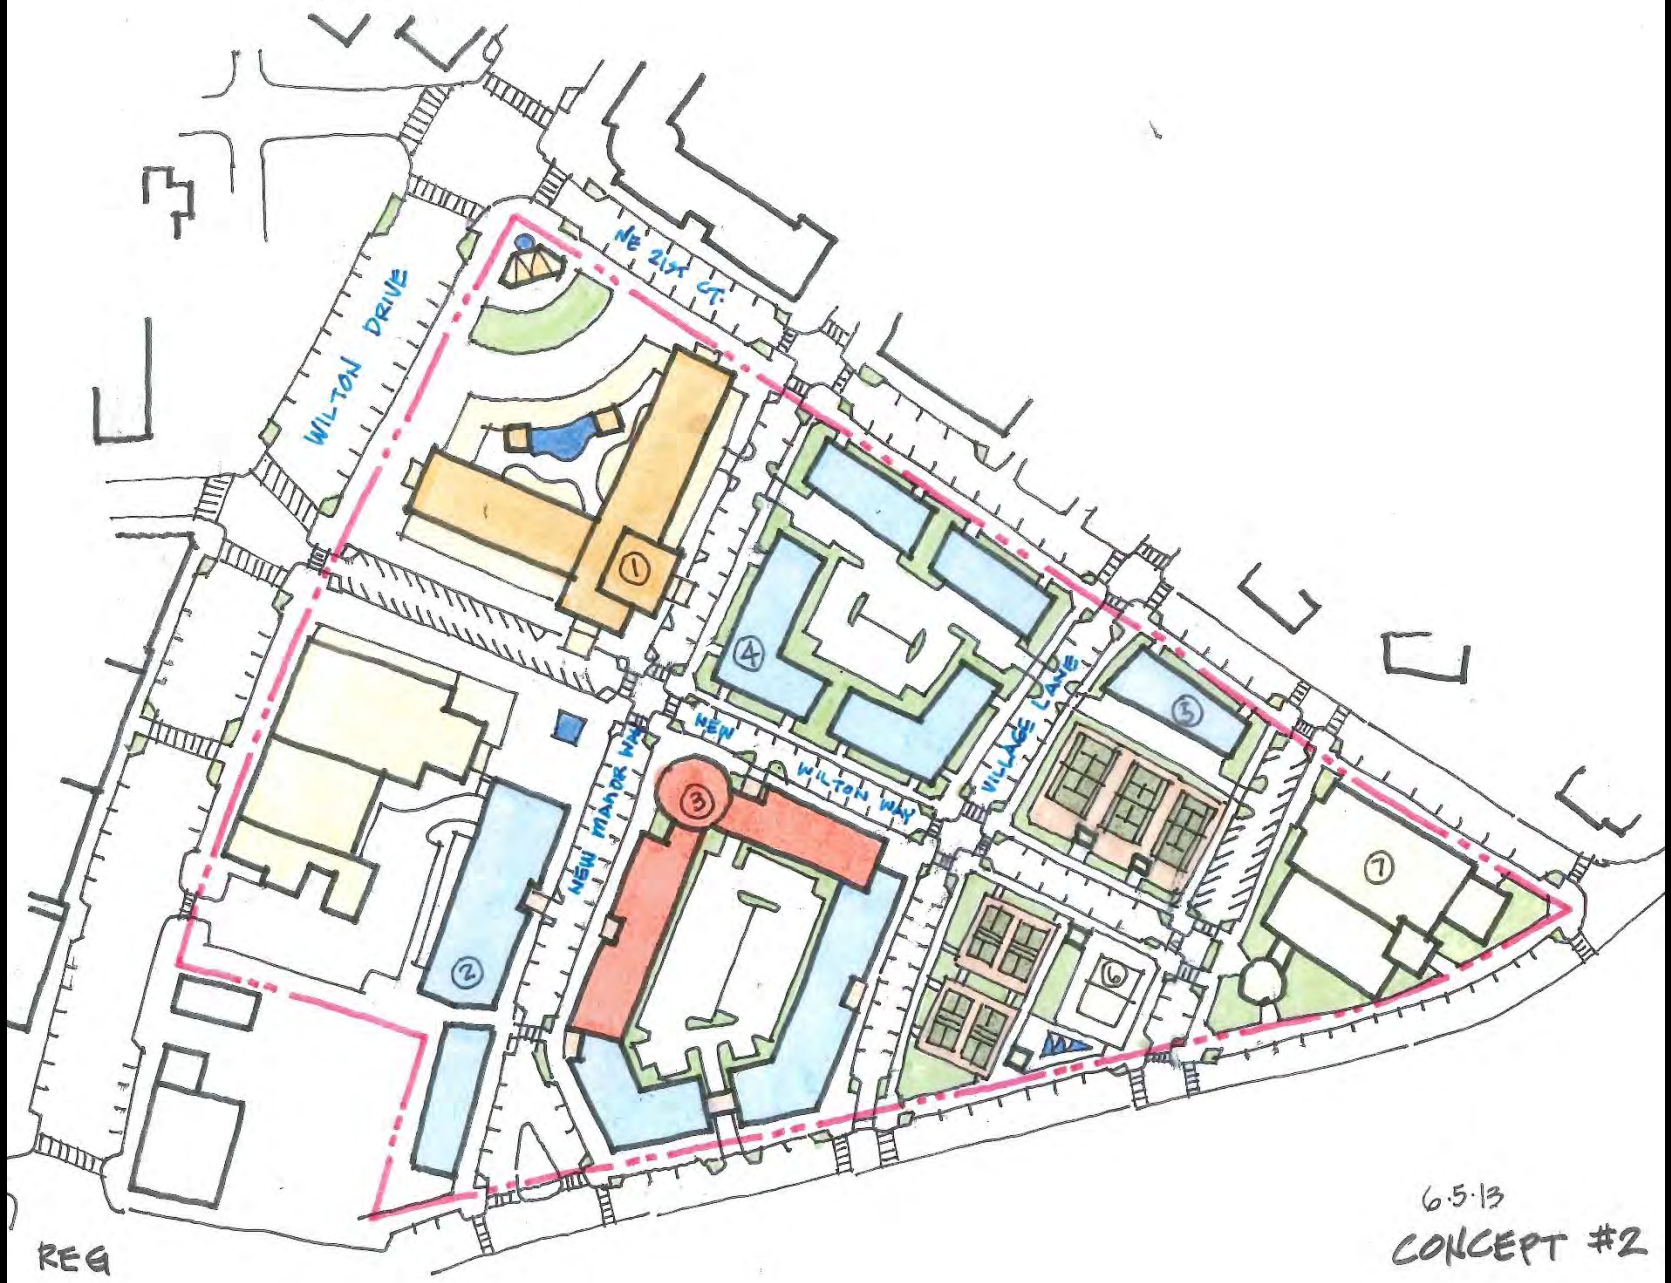 NE 21ST CT.
WILTON DRIVE
1
4
VILLAGE LANE
5
NEW WILTON WAY
NEW MANOR WAY
3
7
2
6
6.5.13
CONCEPT #2
REG